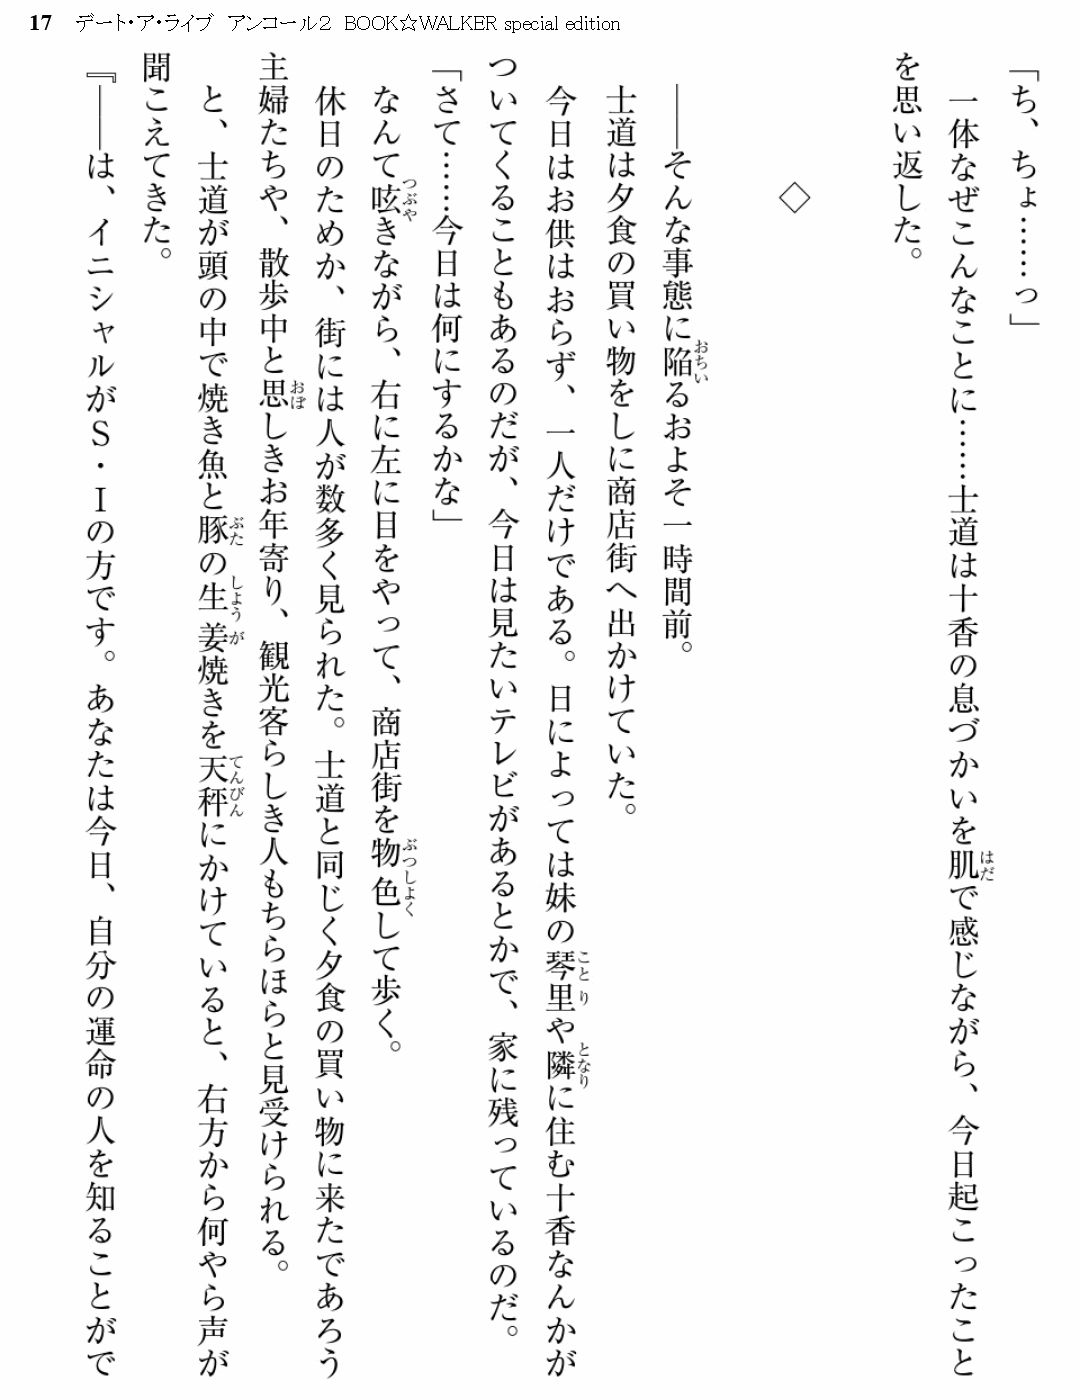 17　デート・ア・ライブ　アンコール２　BOOK☆WALKER special edition
「ち、ちょ……っ」
　一体なぜこんなことに……士道は十香の息づかいを肌で感じながら、今日起こったこと
を思い返した。
◇
　――そんな事態に陥るおよそ一時間前。
　士道は夕食の買い物をしに商店街へ出かけていた。
　今日はお供はおらず、一人だけである。日によっては妹の琴里や隣に住む十香なんかが
ついてくることもあるのだが、今日は見たいテレビがあるとかで、家に残っているのだ。
「さて……今日は何にするかな」
　なんて呟きながら、右に左に目をやって、商店街を物色して歩く。
　休日のためか、街には人が数多く見られた。士道と同じく夕食の買い物に来たであろう
主婦たちや、散歩中と思しきお年寄り、観光客らしき人もちらほらと見受けられる。
　と、士道が頭の中で焼き魚と豚の生姜焼きを天秤にかけていると、右方から何やら声が
聞こえてきた。
『――は、イニシャルがＳ・Ｉの方です。あなたは今日、自分の運命の人を知ることがで